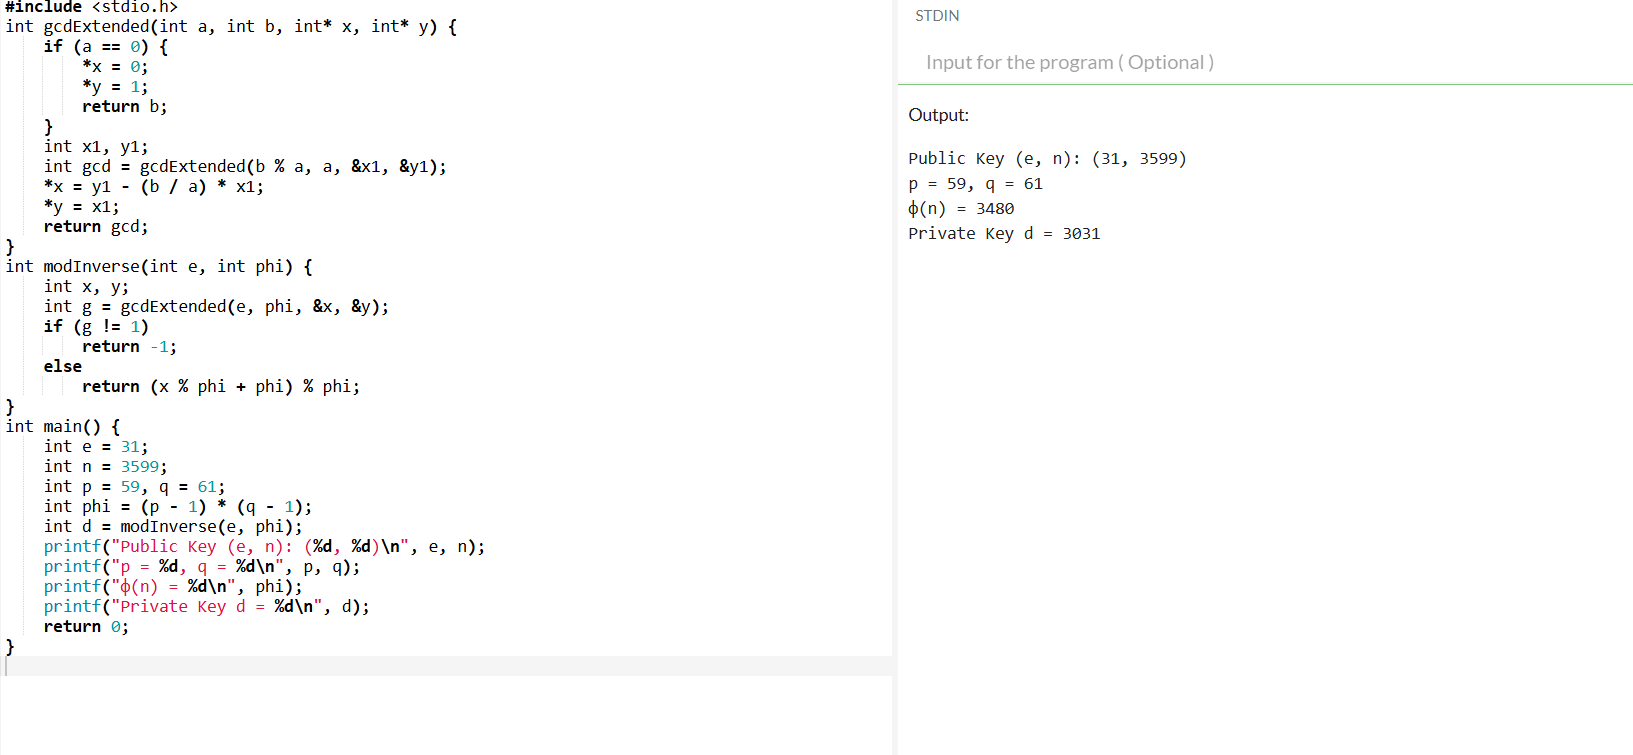 #include <stdio.h>
int gcdExtended(int a, int b, int* x, int* y) {
    if (a == 0) {
        *x = 0;
        *y = 1;
        return b;
    }
    int x1, y1;
    int gcd = gcdExtended(b % a, a, &x1, &y1);
    *x = y1 - (b / a) * x1;
    *y = x1;
    return gcd;
}
int modInverse(int e, int phi) {
    int x, y;
    int g = gcdExtended(e, phi, &x, &y);
    if (g != 1)
        return -1;
    else
        return (x % phi + phi) % phi;
}
int main() {
    int e = 31;
    int n = 3599;
    int p = 59, q = 61;
    int phi = (p - 1) * (q - 1);
    int d = modInverse(e, phi);
    printf("Public Key (e, n): (%d, %d)\n", e, n);
    printf("p = %d, q = %d\n", p, q);
    printf("ϕ(n) = %d\n", phi);
    printf("Private Key d = %d\n", d);
    return 0;
}
STDIN
Input for the program ( Optional )
Output:
Public Key (e, n): (31, 3599)
p = 59, q = 61
ϕ(n) = 3480
Private Key d = 3031